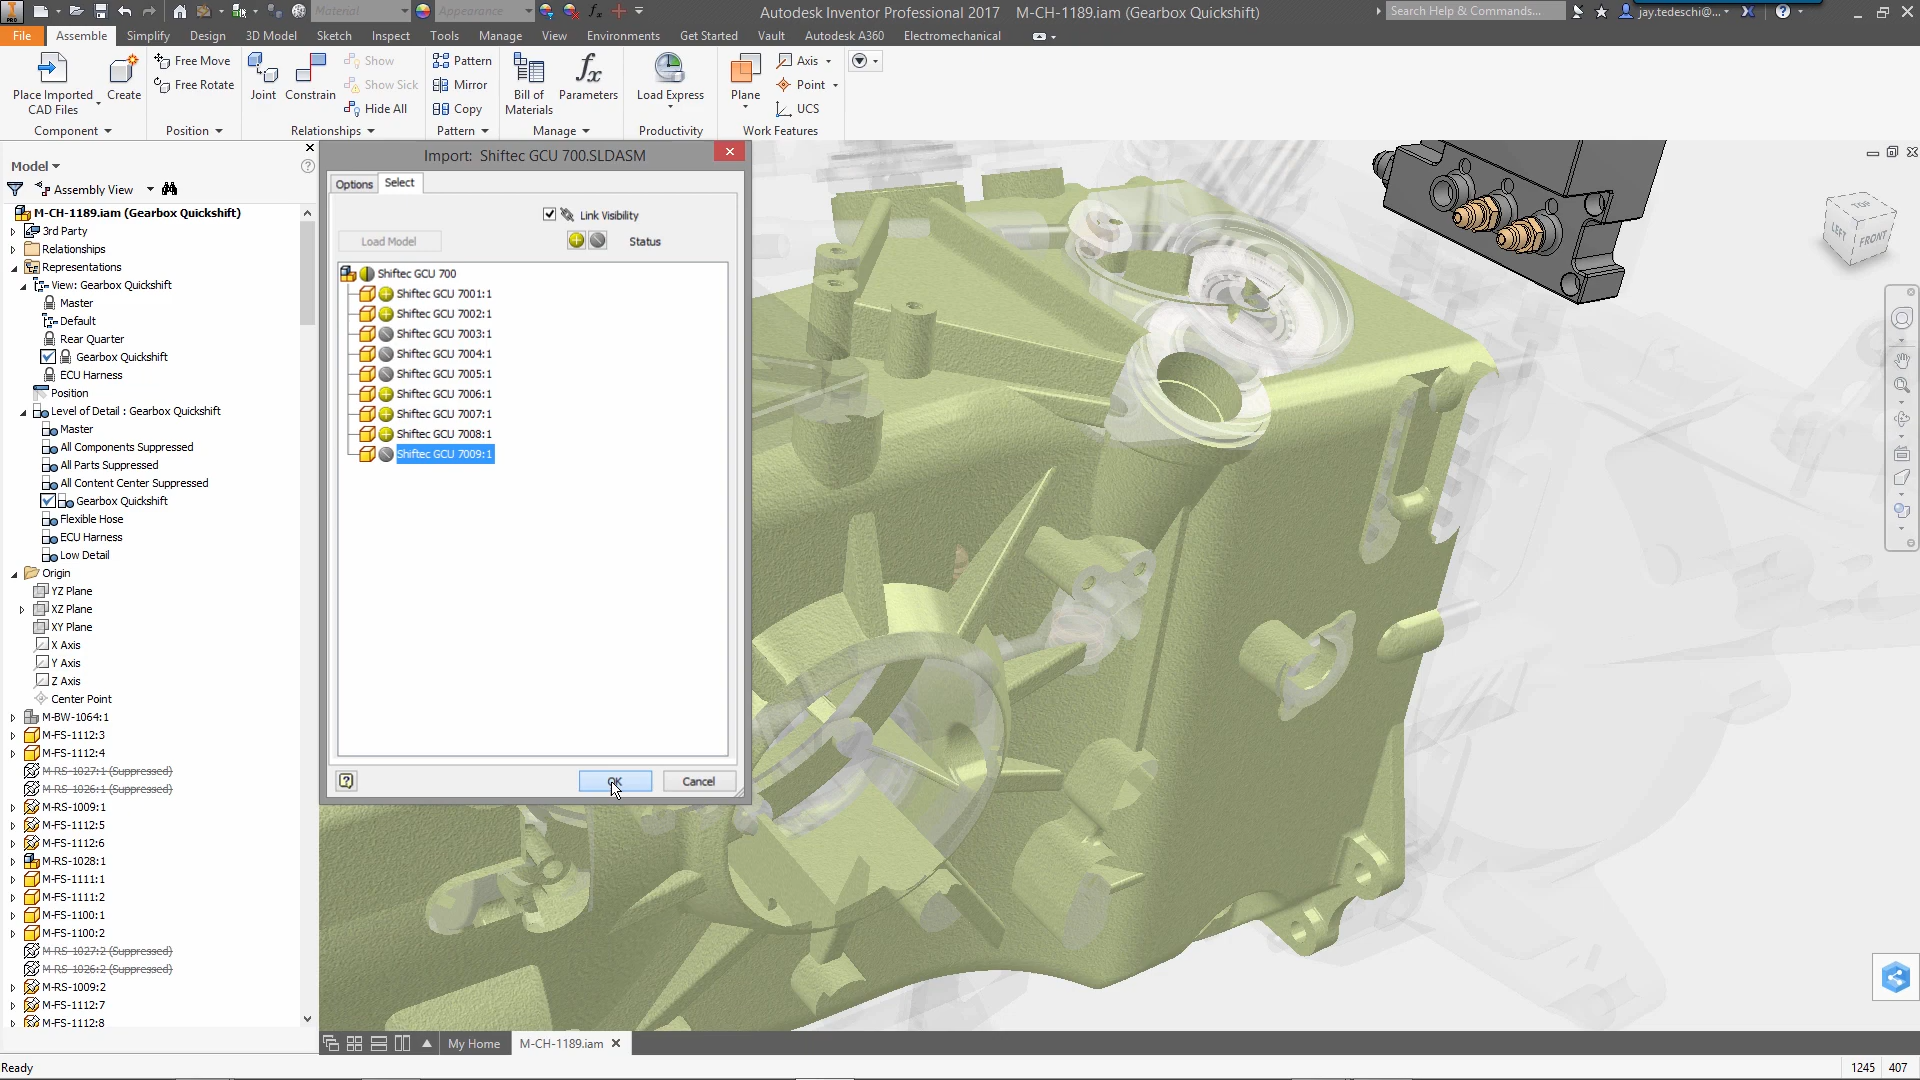 Material
Appearance
Autodesk Inventor Professional 2017 M-CH-1189.iam (Gearbox Quickshift)
Search Help & Commands...
jay.tedeschi@...
PRO
File
Assemble
Simplify
Design
3D Model
Sketch
Inspect
Tools
Manage
View
Environments
Get Started
Vault
Autodesk A360
Electromechanical
Place Imported
CAD Files
Create
Free Move
Free Rotate
Joint
Constrain
Show
Show Sick
Hide All
Pattern
Mirror
Copy
Bill of
Materials
fx
Parameters
Load Express
Plane
Axis
Point
UCS
Component
Position
Relationships
Pattern
Manage
Productivity
Work Features
Model
Assembly View
M-CH-1189.iam (Gearbox Quickshift)
3rd Party
Relationships
Representations
View: Gearbox Quickshift
Master
Default
Rear Quarter
Gearbox Quickshift
ECU Harness
Position
Level of Detail : Gearbox Quickshift
Master
All Components Suppressed
All Parts Suppressed
All Content Center Suppressed
Gearbox Quickshift
Flexible Hose
ECU Harness
Low Detail
Origin
YZ Plane
XZ Plane
XY Plane
X Axis
Y Axis
Z Axis
Center Point
M-BW-1064:1
M-FS-1112:3
M-FS-1112:4
M-RS-1027:1 (Suppressed)
M-RS-1026:1 (Suppressed)
M-RS-1009:1
M-FS-1112:5
M-FS-1112:6
M-RS-1028:1
M-FS-1111:1
M-FS-1111:2
M-FS-1100:1
M-FS-1100:2
M-RS-1027:2 (Suppressed)
M-RS-1026:2 (Suppressed)
M-RS-1009:2
M-FS-1112:7
M-FS-1112:8
Import: Shiftec GCU 700.SLDASM
Options
Select
Link Visibility
Load Model
Status
Shiftec GCU 700
Shiftec GCU 7001:1
Shiftec GCU 7002:1
Shiftec GCU 7003:1
Shiftec GCU 7004:1
Shiftec GCU 7005:1
Shiftec GCU 7006:1
Shiftec GCU 7007:1
Shiftec GCU 7008:1
Shiftec GCU 7009:1
OK
Cancel
TOP
LEFT
FRONT
My Home
M-CH-1189.iam
Ready
1245
407